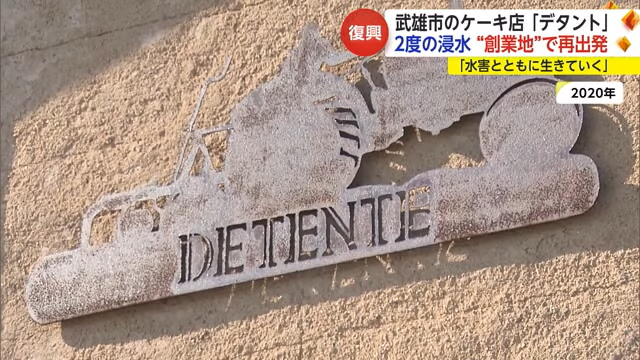 復興
武雄市のケーキ店「デタント」
2度の浸水 “創業地”で再出発
「水害とともに生きていく」
2020年
DETENTE